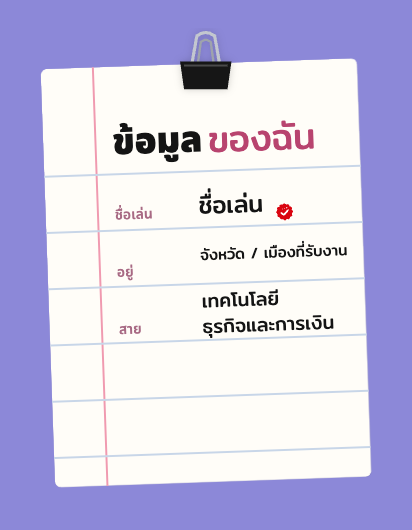 ข้อมูล ของฉัน
ชื่อเล่น ชื่อเล่น
อยู่ จังหวัด / เมืองที่รับงาน
สาย เทคโนโลยี
ธุรกิจและการเงิน